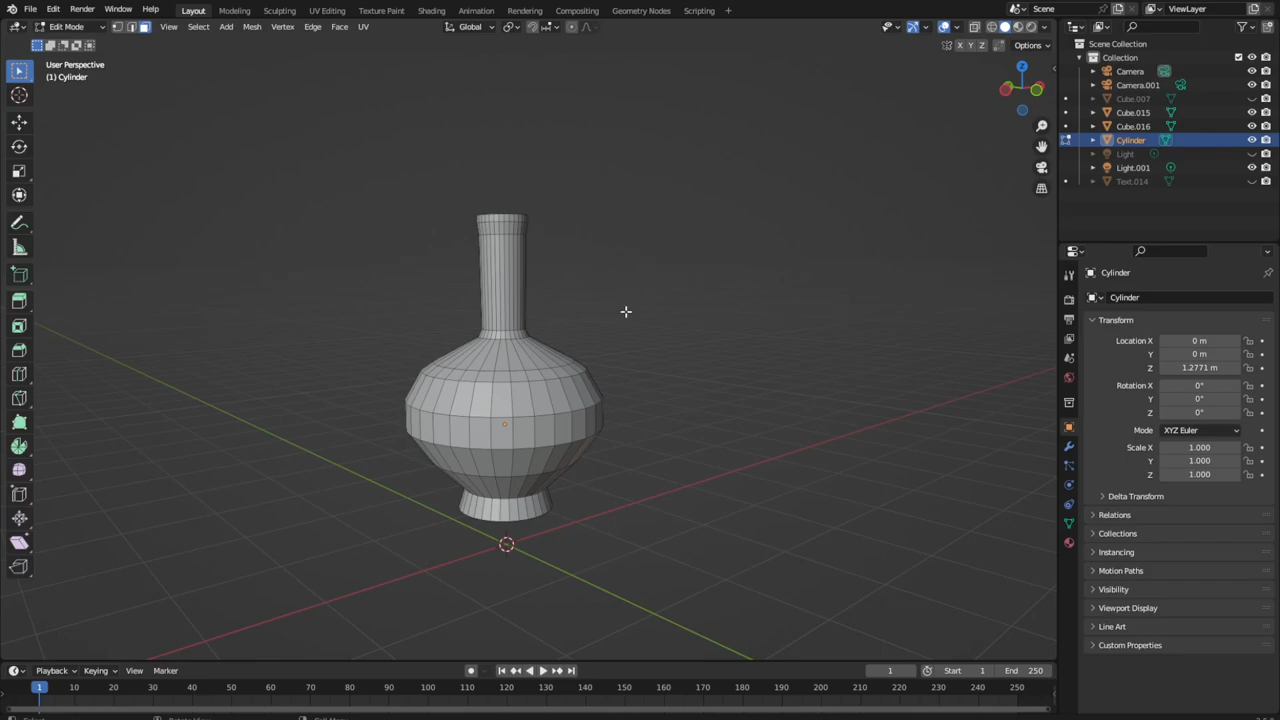 File Edit Render Window Help Layout Modeling Sculpting UV Editing Texture Paint Shading Animation Rendering Compositing Geometry Nodes Scripting + Scene ViewLayer
Edit Mode View Select Add Mesh Vertex Edge Face UV Global
X Y Z Options
User Perspective
(1) Cylinder
Z
Scene Collection
Collection
Camera
Camera.001
Cube.007
Cube.015
Cube.016
Cylinder
Light
Light.001
Text.014
Cylinder
Cylinder
Transform
Location X 0 m
Y 0 m
Z 1.2771 m
Rotation X 0°
Y 0°
Z 0°
Mode XYZ Euler
Scale X 1.000
Y 1.000
Z 1.000
Delta Transform
Relations
Collections
Instancing
Motion Paths
Visibility
Viewport Display
Line Art
Custom Properties
Playback Keying View Marker 1 Start 1 End 250
1 10 20 30 40 50 60 70 80 90 100 110 120 130 140 150 160 170 180 190 200 210 220 230 240 250